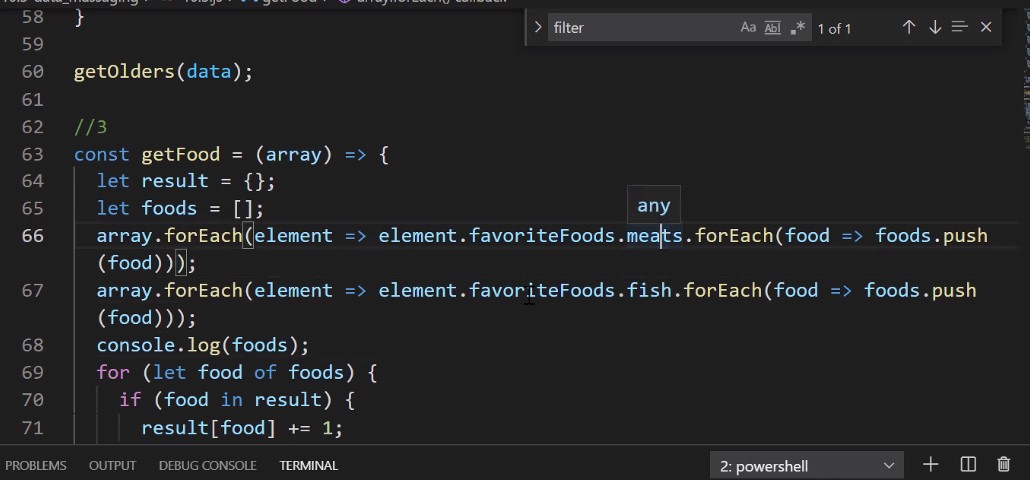 58 }
filter Aa Abl .* 1 of 1
59
60 getOlders(data);
61
62 //3
63 const getFood = (array) => {
64 let result = {};
65 let foods = [];
any
66 array.forEach(element => element.favoriteFoods.meats.forEach(food => foods.push
(food)));
67 array.forEach(element => element.favoriteFoods.fish.forEach(food => foods.push
(food)));
68 console.log(foods);
69 for (let food of foods) {
70 if (food in result) {
71 result[food] += 1;
PROBLEMS OUTPUT DEBUG CONSOLE TERMINAL 2: powershell